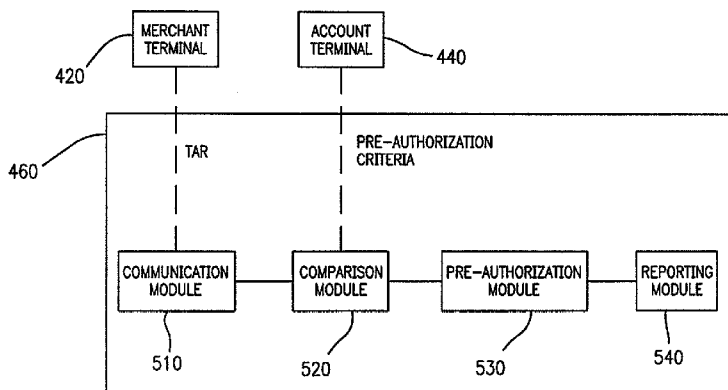 MERCHANT
TERMINAL
420
ACCOUNT
TERMINAL
440
460
TAR
PRE-AUTHORIZATION
CRITERIA
COMMUNICATION
MODULE
510
COMPARISON
MODULE
520
PRE-AUTHORIZATION
MODULE
530
REPORTING
MODULE
540